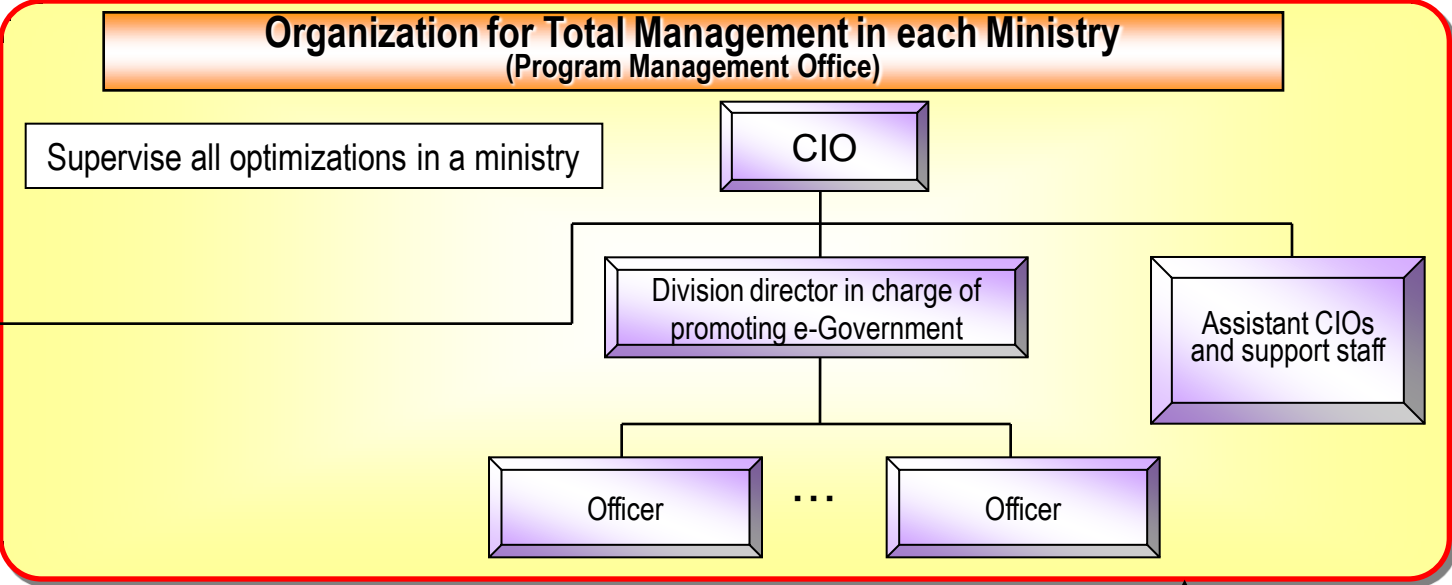 Organization for Total Management in each Ministry
(Program Management Office)
Supervise all optimizations in a ministry
CIO
Division director in charge of
promoting e-Government
Assistant CIOs
and support staff
Officer
…
Officer